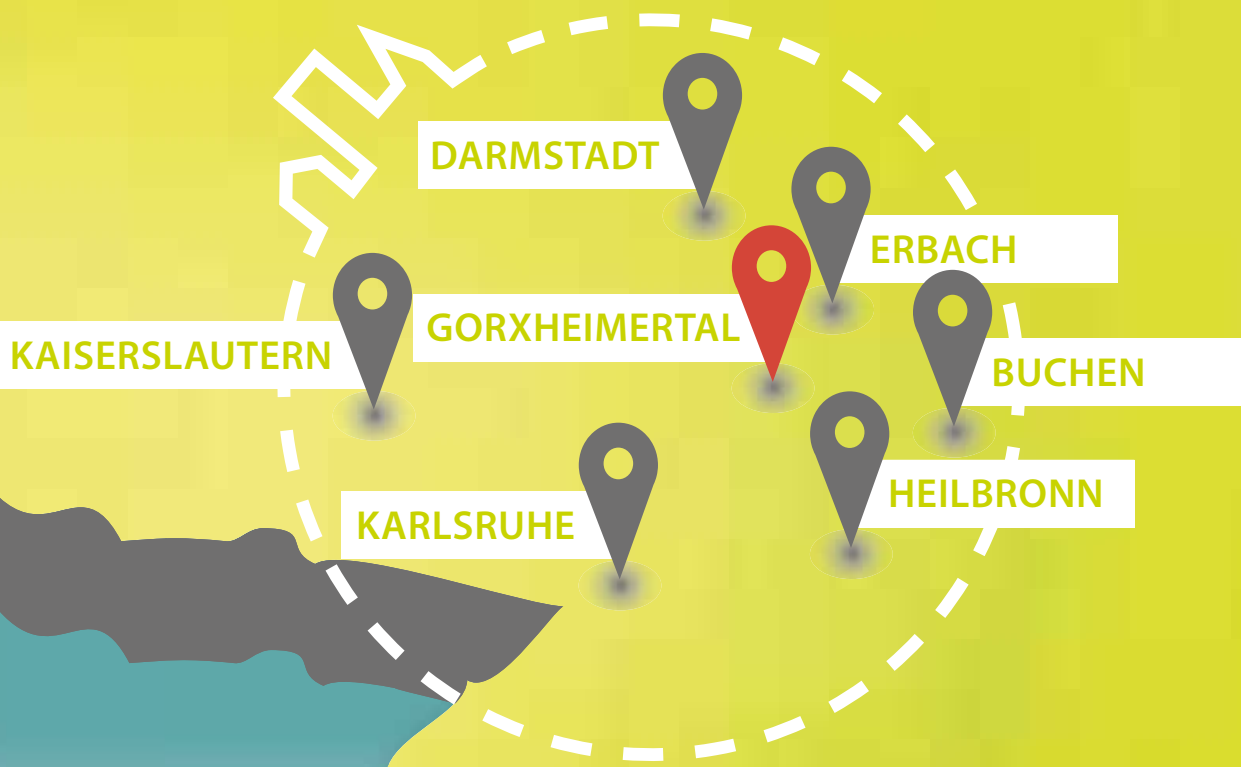 DARMSTADT
ERBACH
GORXHEIMERTAL
KAISERSLAUTERN
BUCHEN
HEILBRONN
KARLSRUHE